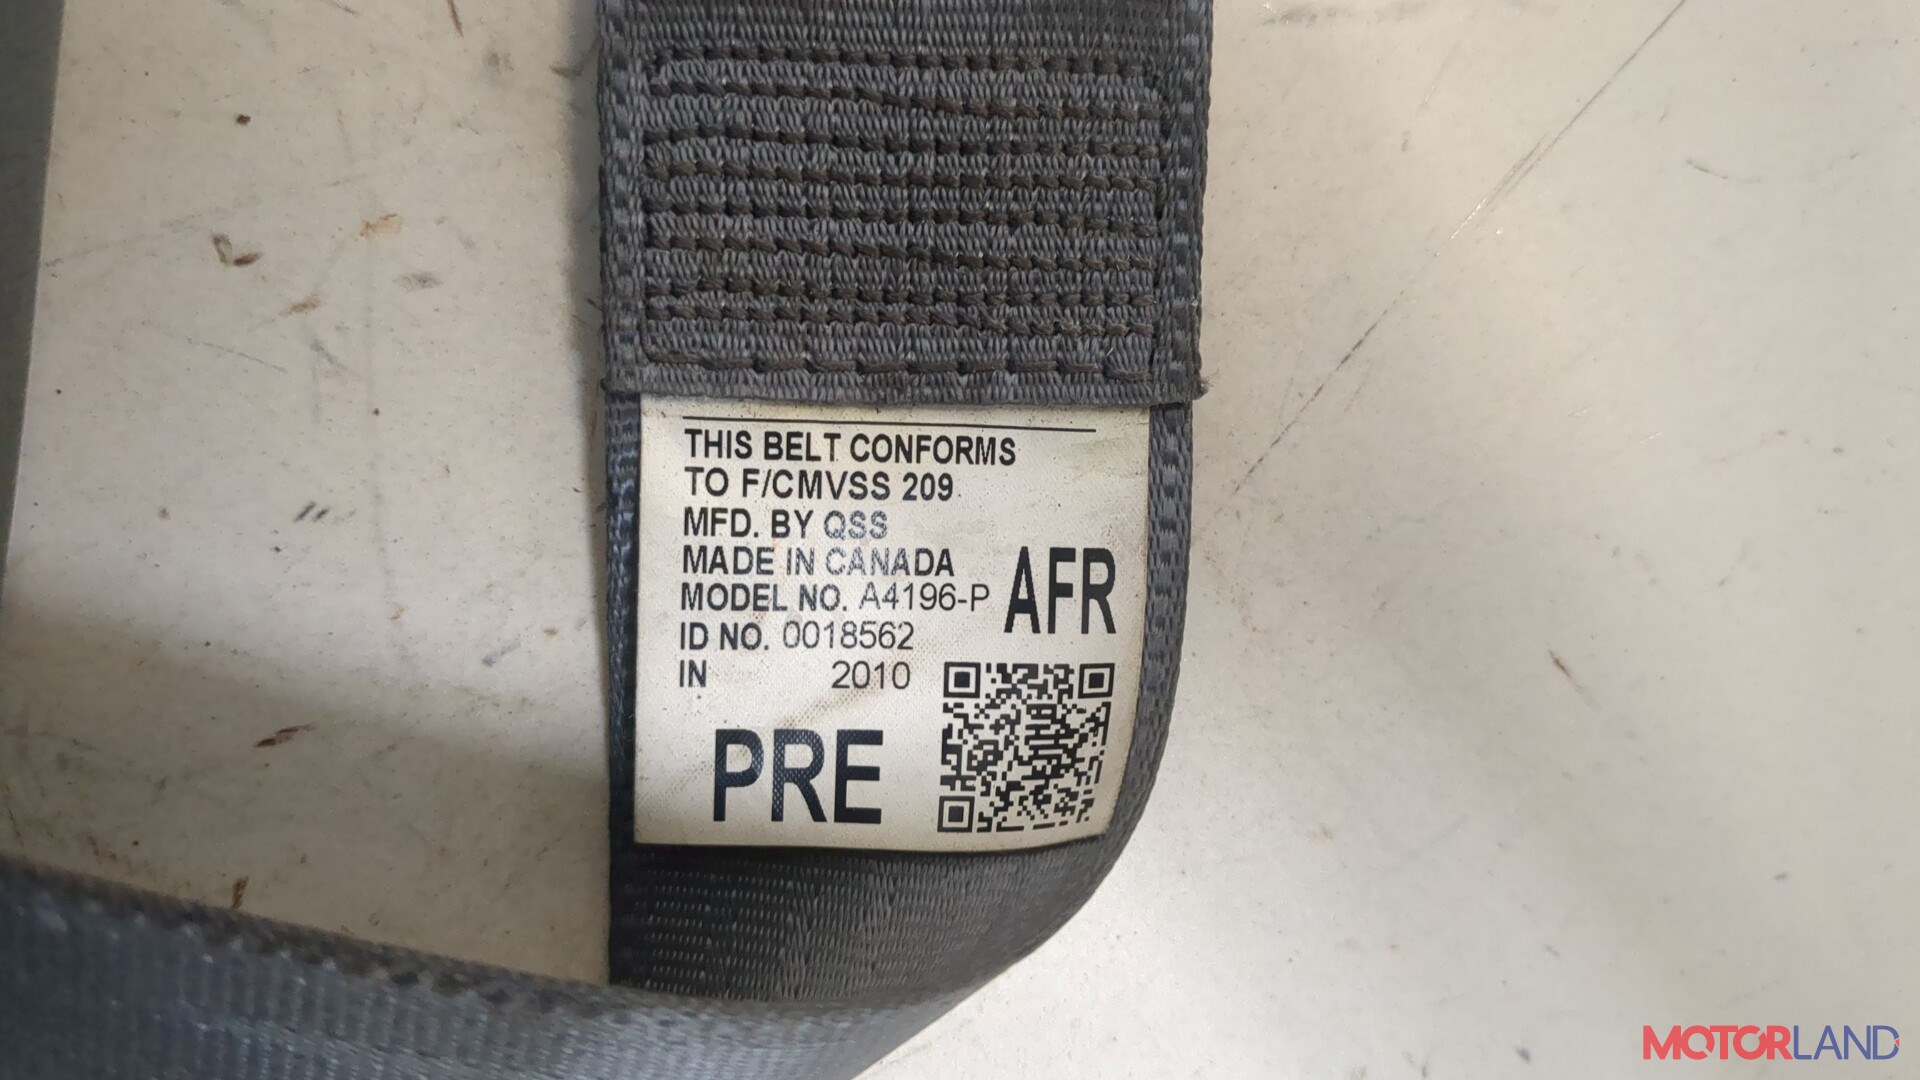 THIS BELT CONFORMS
TO F/CMVSS 209
MFD. BY QSS
MADE IN CANADA
MODEL NO. A4196-P
AFR
ID NO. 0018562
IN 2010
PRE
MOTORLAND